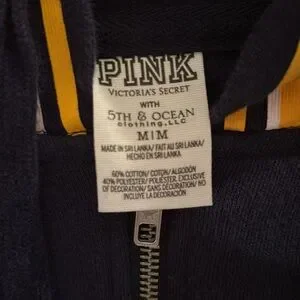 PINK
VICTORIA'S SECRET
WITH
5TH & OCEAN
clothing, LLC
M|M
MADE IN SRI LANKA/ FAIT AU SRI LANKA/
HECHO EN SRI LANKA
60% COTTON/ COTON/ ALGODÓN
40% POLYESTER/ POLIÉSTER. EXCLUSIVE
OF DECORATION/ SANS DÉCORATION/ NO
INCLUYE LA DECORACIÓN